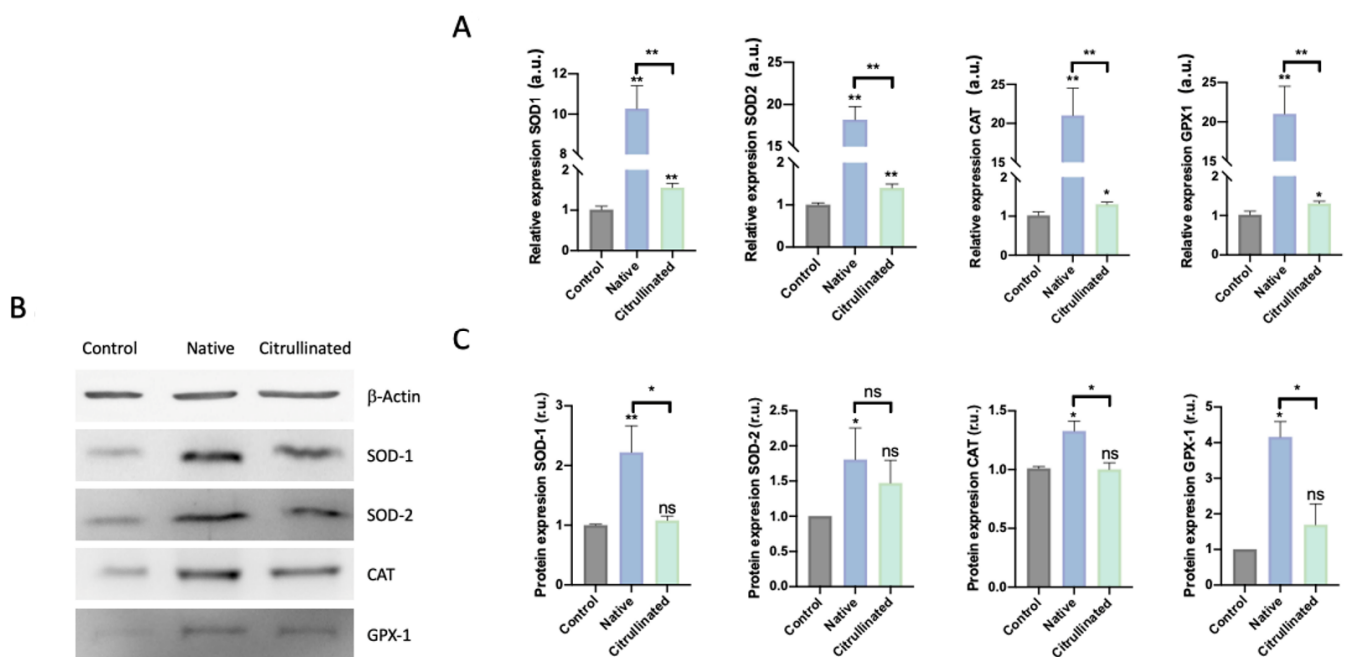 A
Relative expression SOD1 (a.u.)
12
10
8
2
1
0
**
**
**
Control
Native
Citrullinated
Relative expression SOD2 (a.u.)
25
20
15
2
1
0
**
**
**
Control
Native
Citrullinated
Relative expression CAT (a.u.)
25
20
15
2
1
0
**
**
*
Control
Native
Citrullinated
Relative expression GPX1 (a.u.)
25
20
15
2
1
0
**
**
*
Control
Native
Citrullinated
B
Control Native Citrullinated
β-Actin
SOD-1
SOD-2
CAT
GPX-1
C
Protein expresion SOD-1 (r.u.)
3
2
1
0
*
**
ns
Control
Native
Citrullinated
Protein expresion SOD-2 (r.u.)
2.5
2.0
1.5
1.0
0.5
0.0
ns
*
ns
Control
Native
Citrullinated
Protein expresion CAT (r.u.)
1.5
1.0
0.5
0.0
*
*
ns
Control
Native
Citrullinated
Protein expresion GPX-1 (r.u.)
5
4
3
2
1
0
*
*
ns
Control
Native
Citrullinated